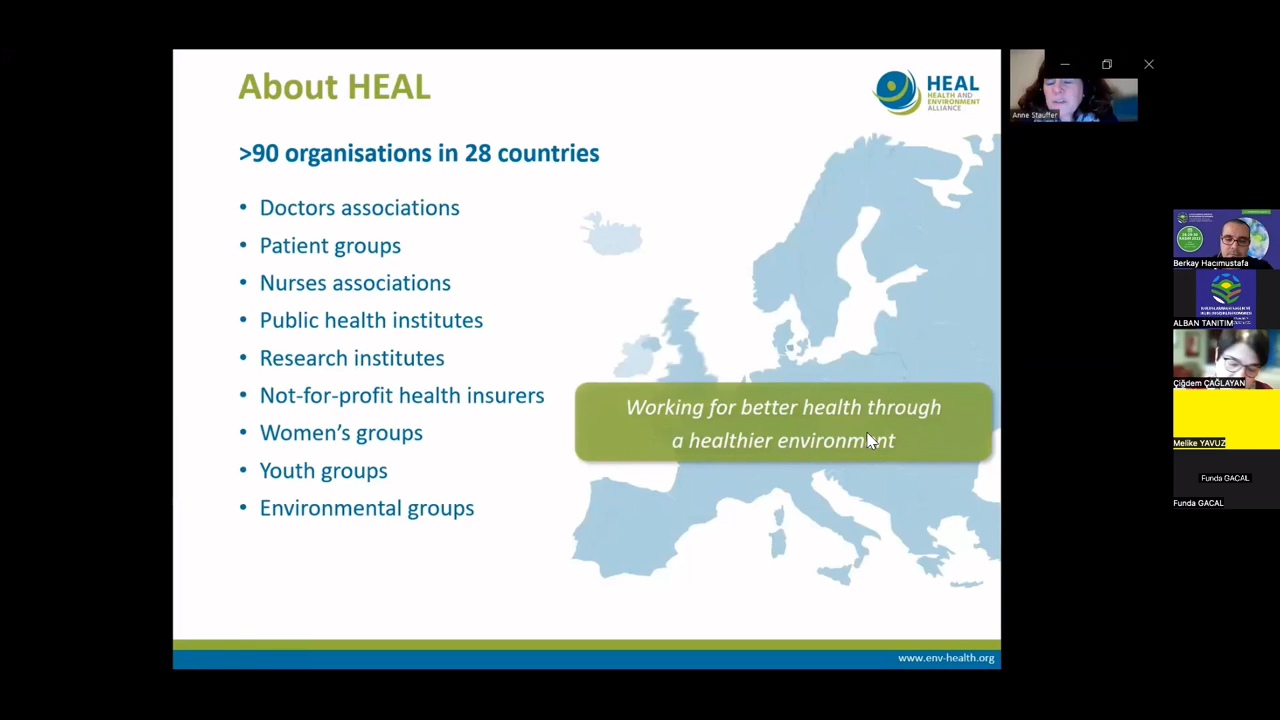 About HEAL
HEAL
HEALTH AND
ENVIRONMENT
ALLIANCE
>90 organisations in 28 countries
• Doctors associations
• Patient groups
• Nurses associations
• Public health institutes
• Research institutes
• Not-for-profit health insurers
• Women’s groups
• Youth groups
• Environmental groups
Working for better health through
a healthier environment
www.env-health.org
Anne Stauffer
Berkay Hacımustafa
ALBAN TANITIM
Çiğdem ÇAĞLAYAN
Melike YAVUZ
Funda GACAL
Funda GACAL